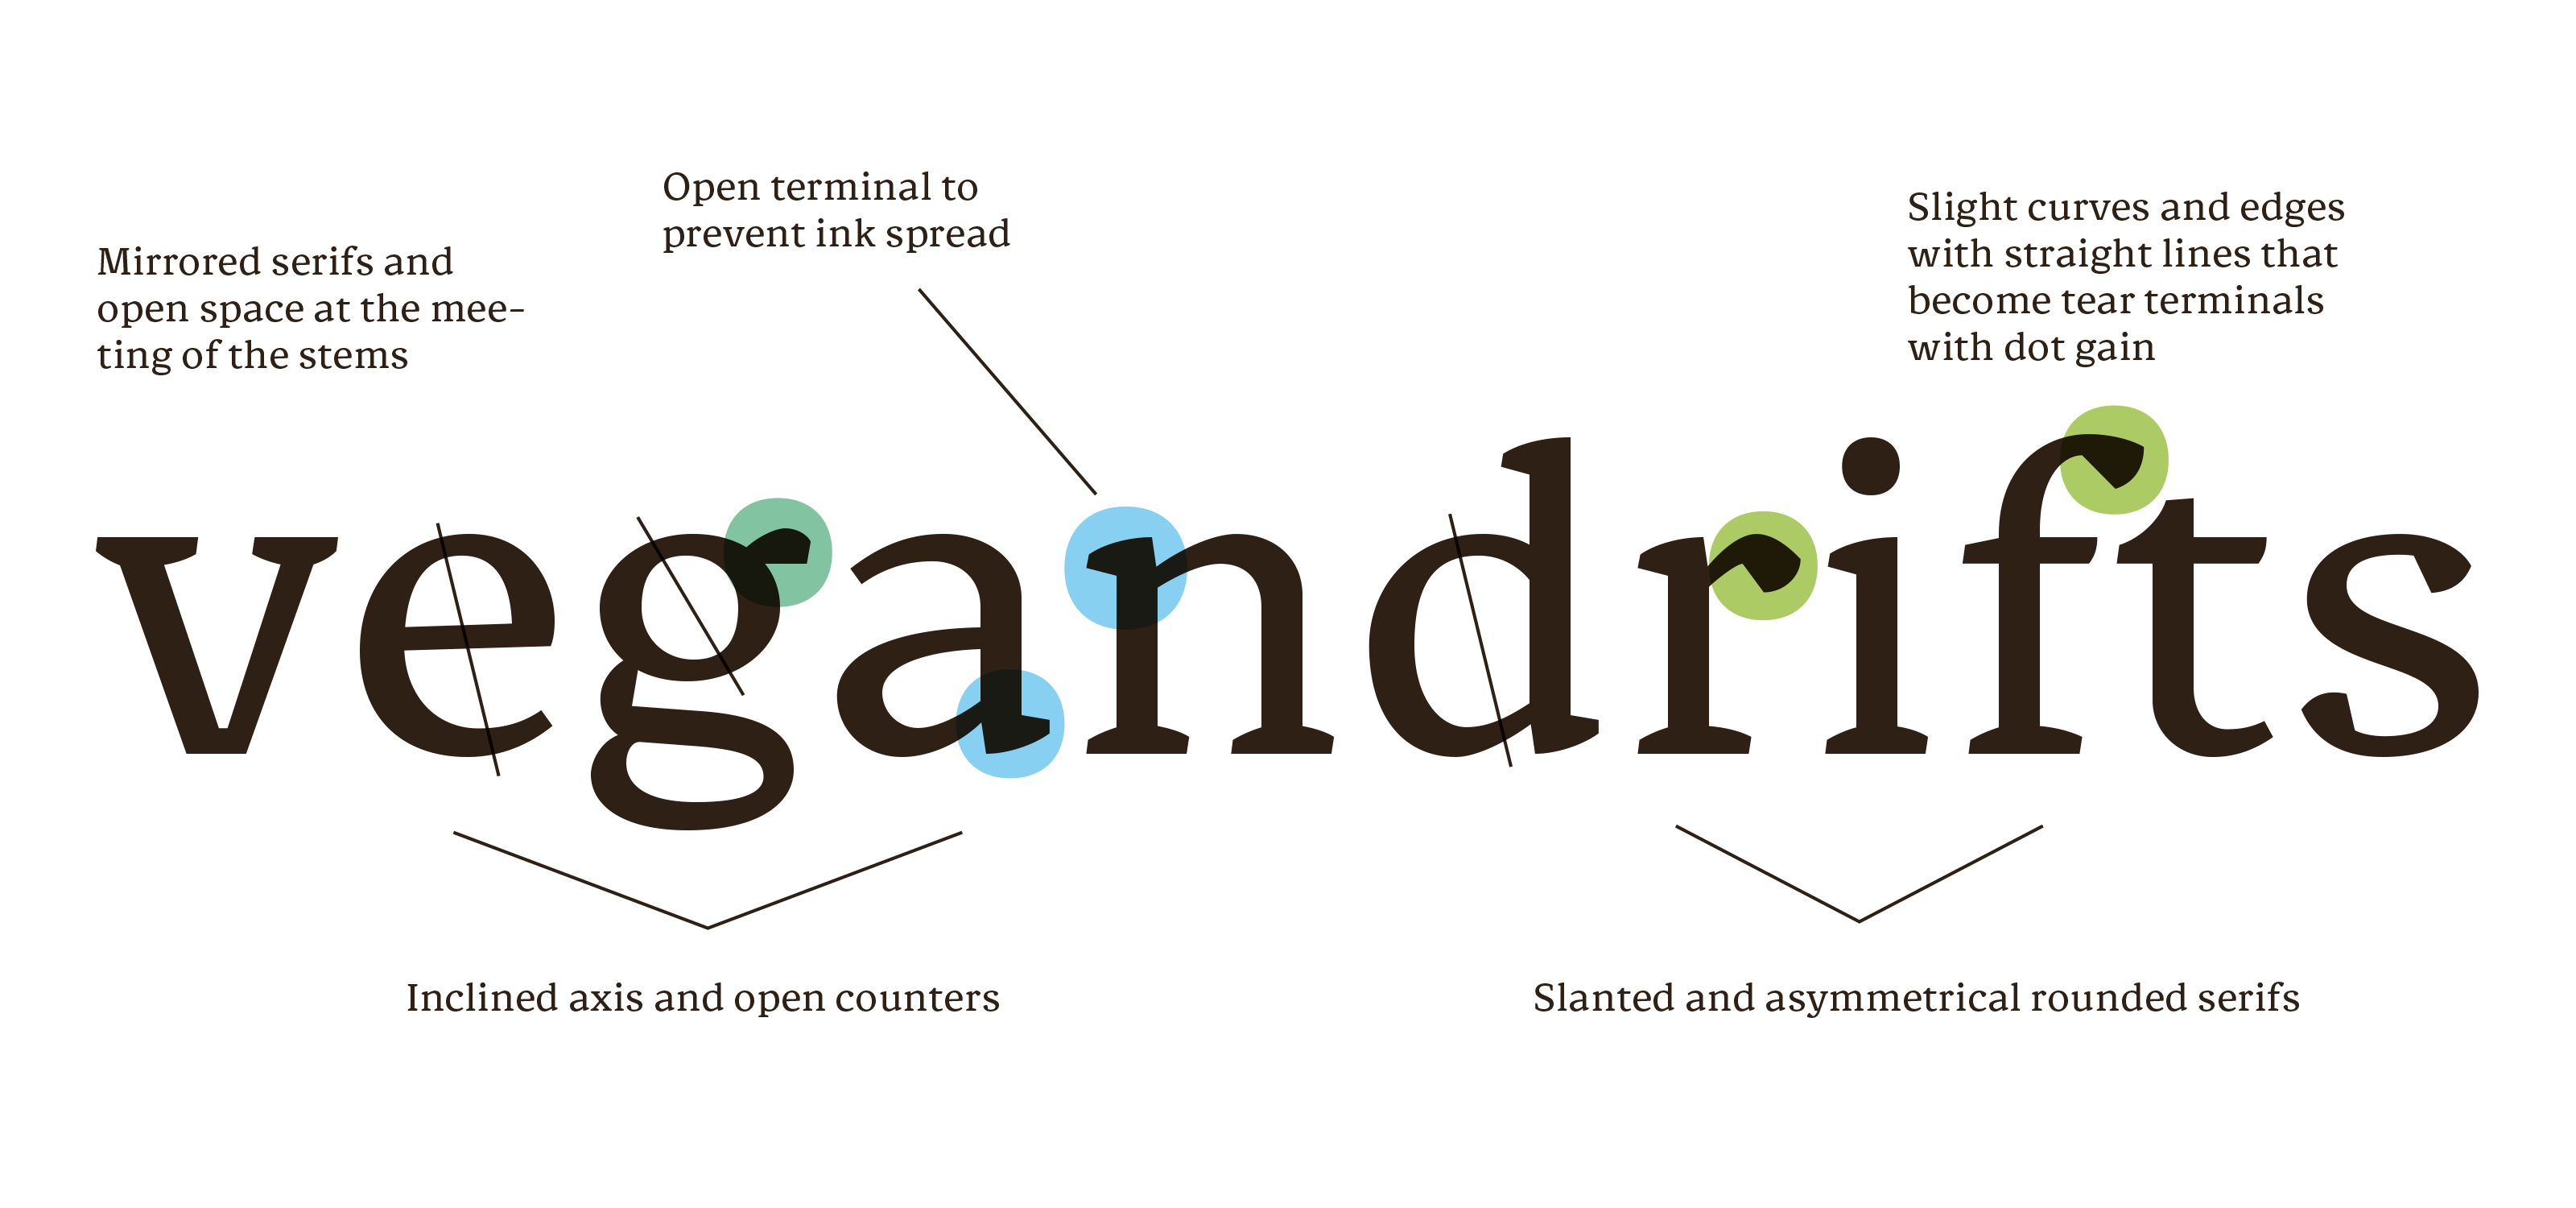 Open terminal to
prevent ink spread
Mirrored serifs and
open space at the mee-
ting of the stems
Slight curves and edges
with straight lines that
become tear terminals
with dot gain
vegandrifts
Inclined axis and open counters
Slanted and asymmetrical rounded serifs